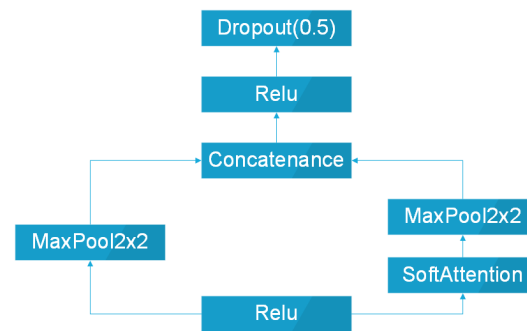 Dropout(0.5)
Relu
Concatenance
MaxPool2x2
MaxPool2x2
SoftAttention
Relu